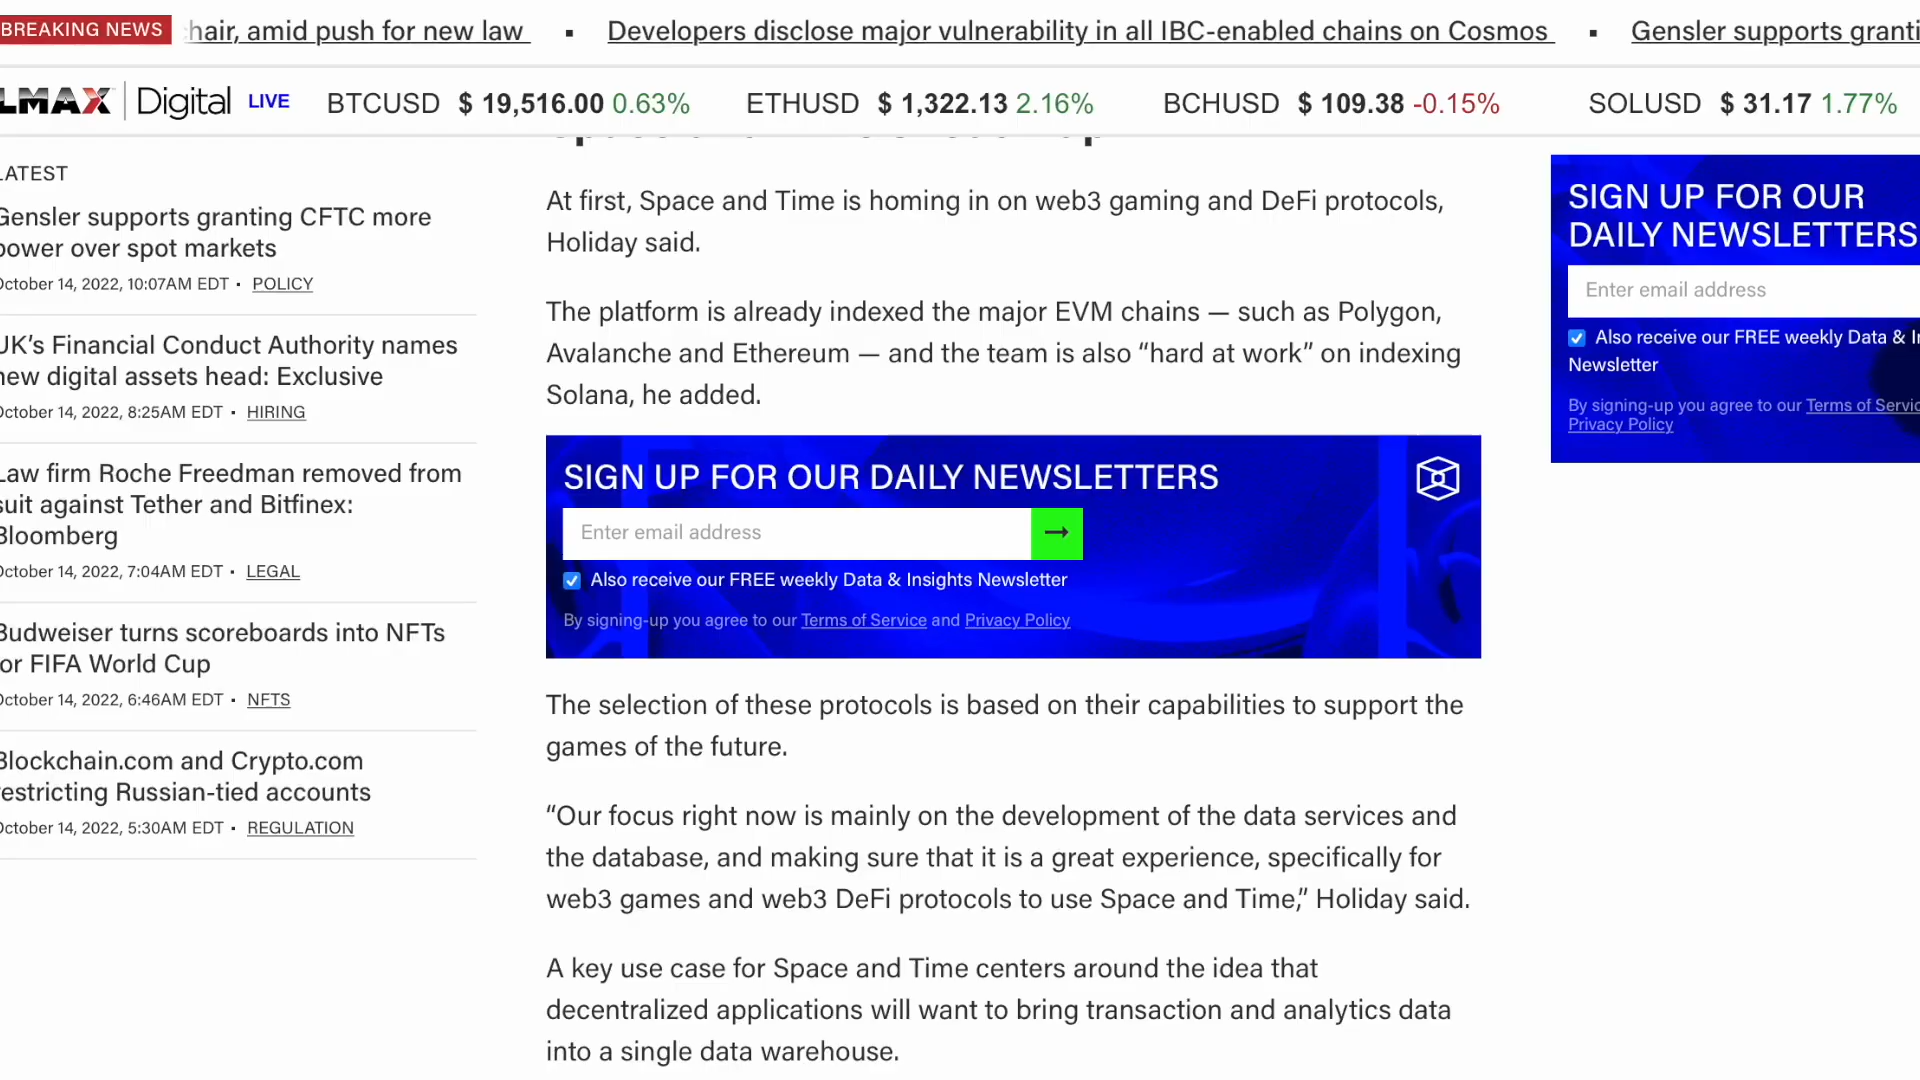 BREAKING NEWS
hair, amid push for new law ▪ Developers disclose major vulnerability in all IBC-enabled chains on Cosmos ▪ Gensler supports granti
LMAX Digital LIVE BTCUSD $ 19,516.00 0.63% ETHUSD $ 1,322.13 2.16% BCHUSD $ 109.38 -0.15% SOLUSD $ 31.17 1.77%
LATEST
Gensler supports granting CFTC more
power over spot markets
October 14, 2022, 10:07AM EDT • POLICY
UK’s Financial Conduct Authority names
new digital assets head: Exclusive
October 14, 2022, 8:25AM EDT • HIRING
Law firm Roche Freedman removed from
suit against Tether and Bitfinex:
Bloomberg
October 14, 2022, 7:04AM EDT • LEGAL
Budweiser turns scoreboards into NFTs
for FIFA World Cup
October 14, 2022, 6:46AM EDT • NFTS
Blockchain.com and Crypto.com
restricting Russian-tied accounts
October 14, 2022, 5:30AM EDT • REGULATION
At first, Space and Time is homing in on web3 gaming and DeFi protocols,
Holiday said.
The platform is already indexed the major EVM chains — such as Polygon,
Avalanche and Ethereum — and the team is also “hard at work” on indexing
Solana, he added.
SIGN UP FOR OUR DAILY NEWSLETTERS
Enter email address →
Also receive our FREE weekly Data & Insights Newsletter
By signing-up you agree to our Terms of Service and Privacy Policy
The selection of these protocols is based on their capabilities to support the
games of the future.
“Our focus right now is mainly on the development of the data services and
the database, and making sure that it is a great experience, specifically for
web3 games and web3 DeFi protocols to use Space and Time,” Holiday said.
A key use case for Space and Time centers around the idea that
decentralized applications will want to bring transaction and analytics data
into a single data warehouse.
SIGN UP FOR OUR
DAILY NEWSLETTERS
Enter email address
Also receive our FREE weekly Data & In
Newsletter
By signing-up you agree to our Terms of Servic
Privacy Policy